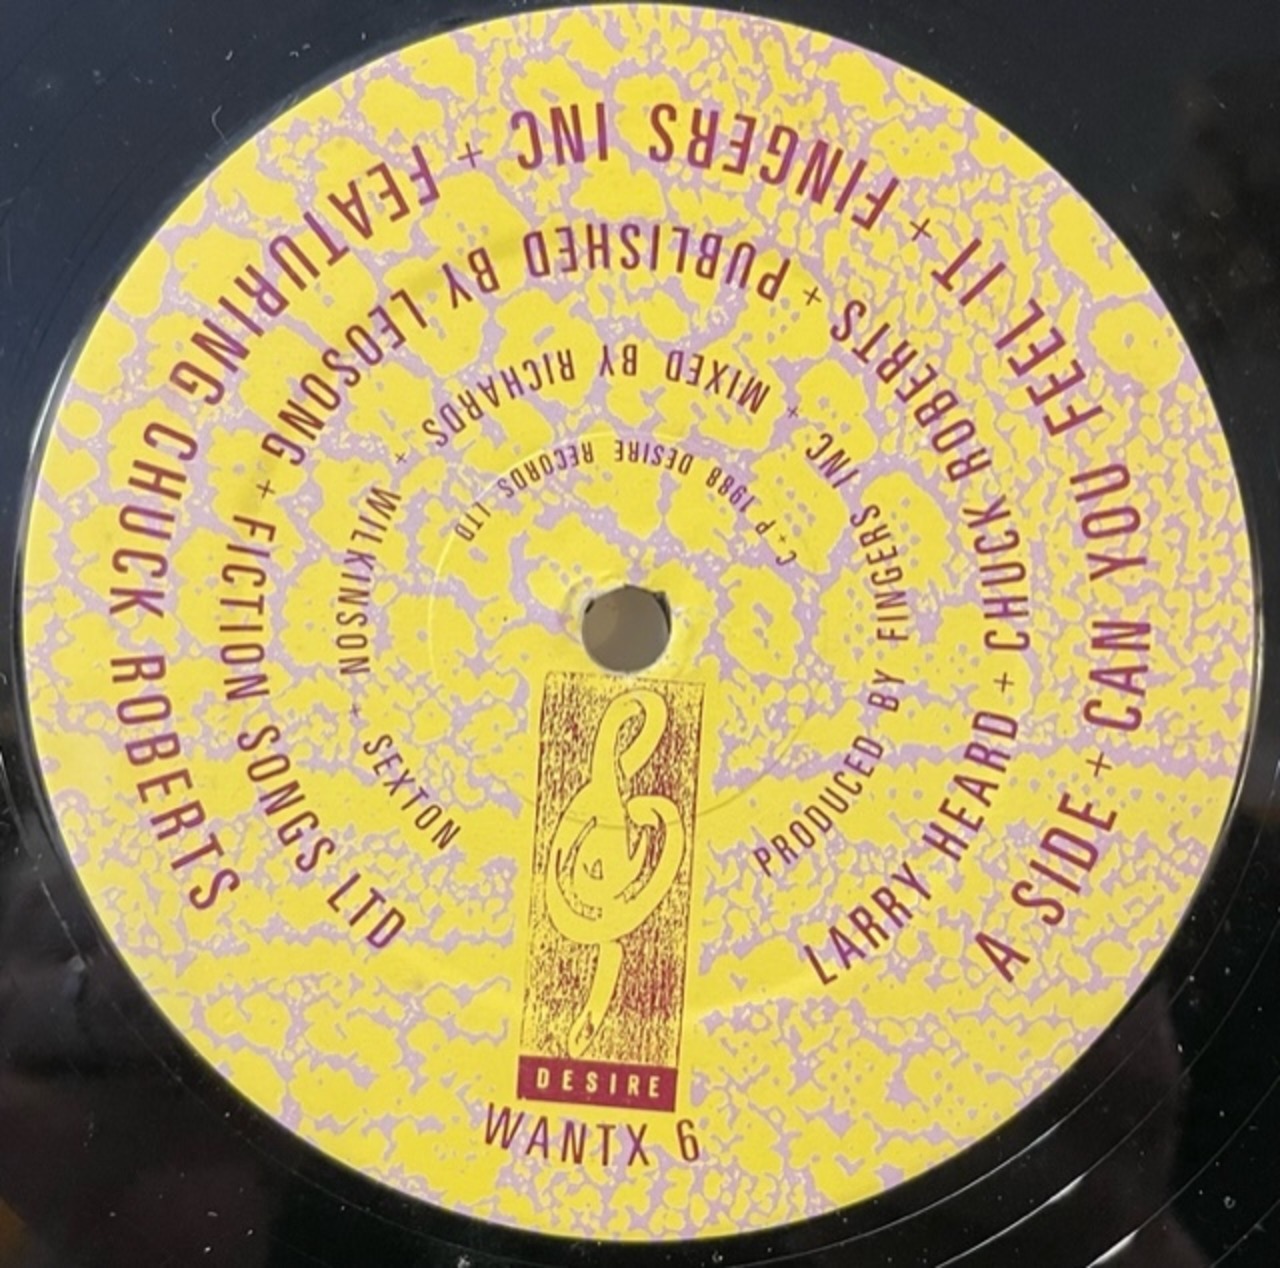 A SIDE + CAN YOU FEEL IT + FINGERS INC + FEATURING CHUCK ROBERTS
LARRY HEARD + CHUCK ROBERTS + PUBLISHED BY LEOSONG + FICTION SONGS LTD
PRODUCED BY FINGERS INC + MIXED BY RICHARDS + WILKINSON + SEXTON
C + P 1988 DESIRE RECORDS LTD
DESIRE
WANTX 6